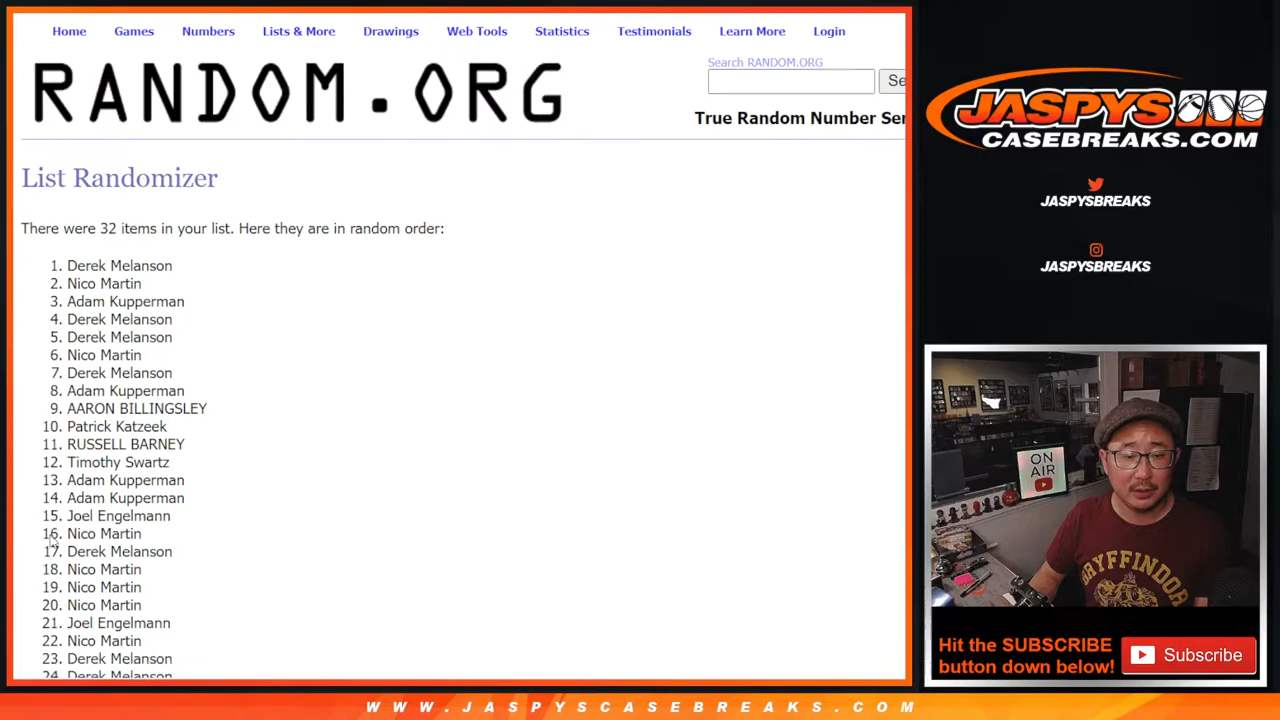 Home Games Numbers Lists & More Drawings Web Tools Statistics Testimonials Learn More Login
RANDOM.ORG
Search RANDOM.ORG
Se
True Random Number Ser
List Randomizer
There were 32 items in your list. Here they are in random order:
1. Derek Melanson
2. Nico Martin
3. Adam Kupperman
4. Derek Melanson
5. Derek Melanson
6. Nico Martin
7. Derek Melanson
8. Adam Kupperman
9. AARON BILLINGSLEY
10. Patrick Katzeek
11. RUSSELL BARNEY
12. Timothy Swartz
13. Adam Kupperman
14. Adam Kupperman
15. Joel Engelmann
16. Nico Martin
17. Derek Melanson
18. Nico Martin
19. Nico Martin
20. Nico Martin
21. Joel Engelmann
22. Nico Martin
23. Derek Melanson
24. Derek Melanson
JASPYS
CASEBREAKS.COM
JASPYSBREAKS
JASPYSBREAKS
ON
AIR
GRYFFINDOR
Hit the SUBSCRIBE
button down below!
Subscribe
WWW.JASPYSCASEBREAKS.COM